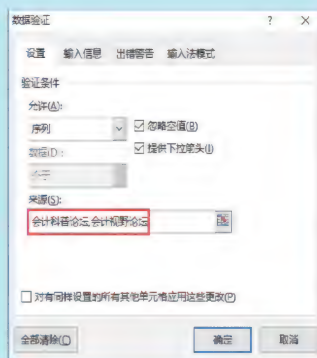 数据验证 ? ×
设置 输入信息 出错警告 输入法模式
验证条件
允许(A):
序列 忽略空值(B)
数据(D): 提供下拉箭头(I)
介于
来源(S):
会计科普论坛,会计视野论坛
对有同样设置的所有其他单元格应用这些更改(P)
全部清除(C) 确定 取消